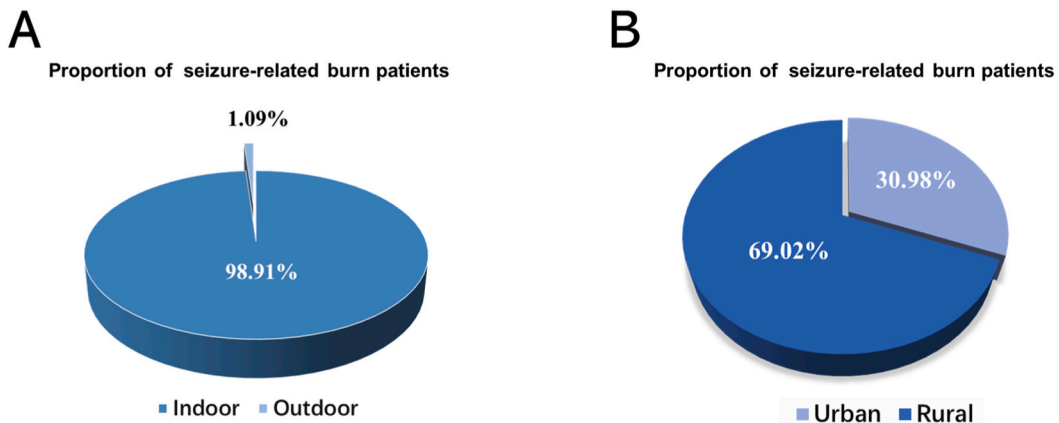 A
Proportion of seizure-related burn patients
1.09%
98.91%
Indoor Outdoor
B
Proportion of seizure-related burn patients
30.98%
69.02%
Urban Rural